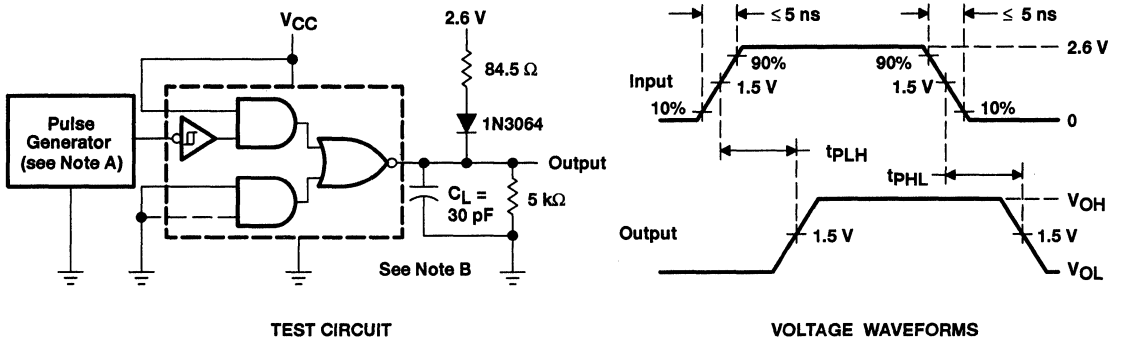 VCC
2.6 V
84.5 Ω
1N3064
Pulse
Generator
(see Note A)
Output
CL =
30 pF
5 kΩ
See Note B
TEST CIRCUIT
≤ 5 ns
≤ 5 ns
2.6 V
90%
90%
Input
1.5 V
1.5 V
10%
10%
0
tPLH
tPHL
VOH
Output
1.5 V
1.5 V
VOL
VOLTAGE WAVEFORMS